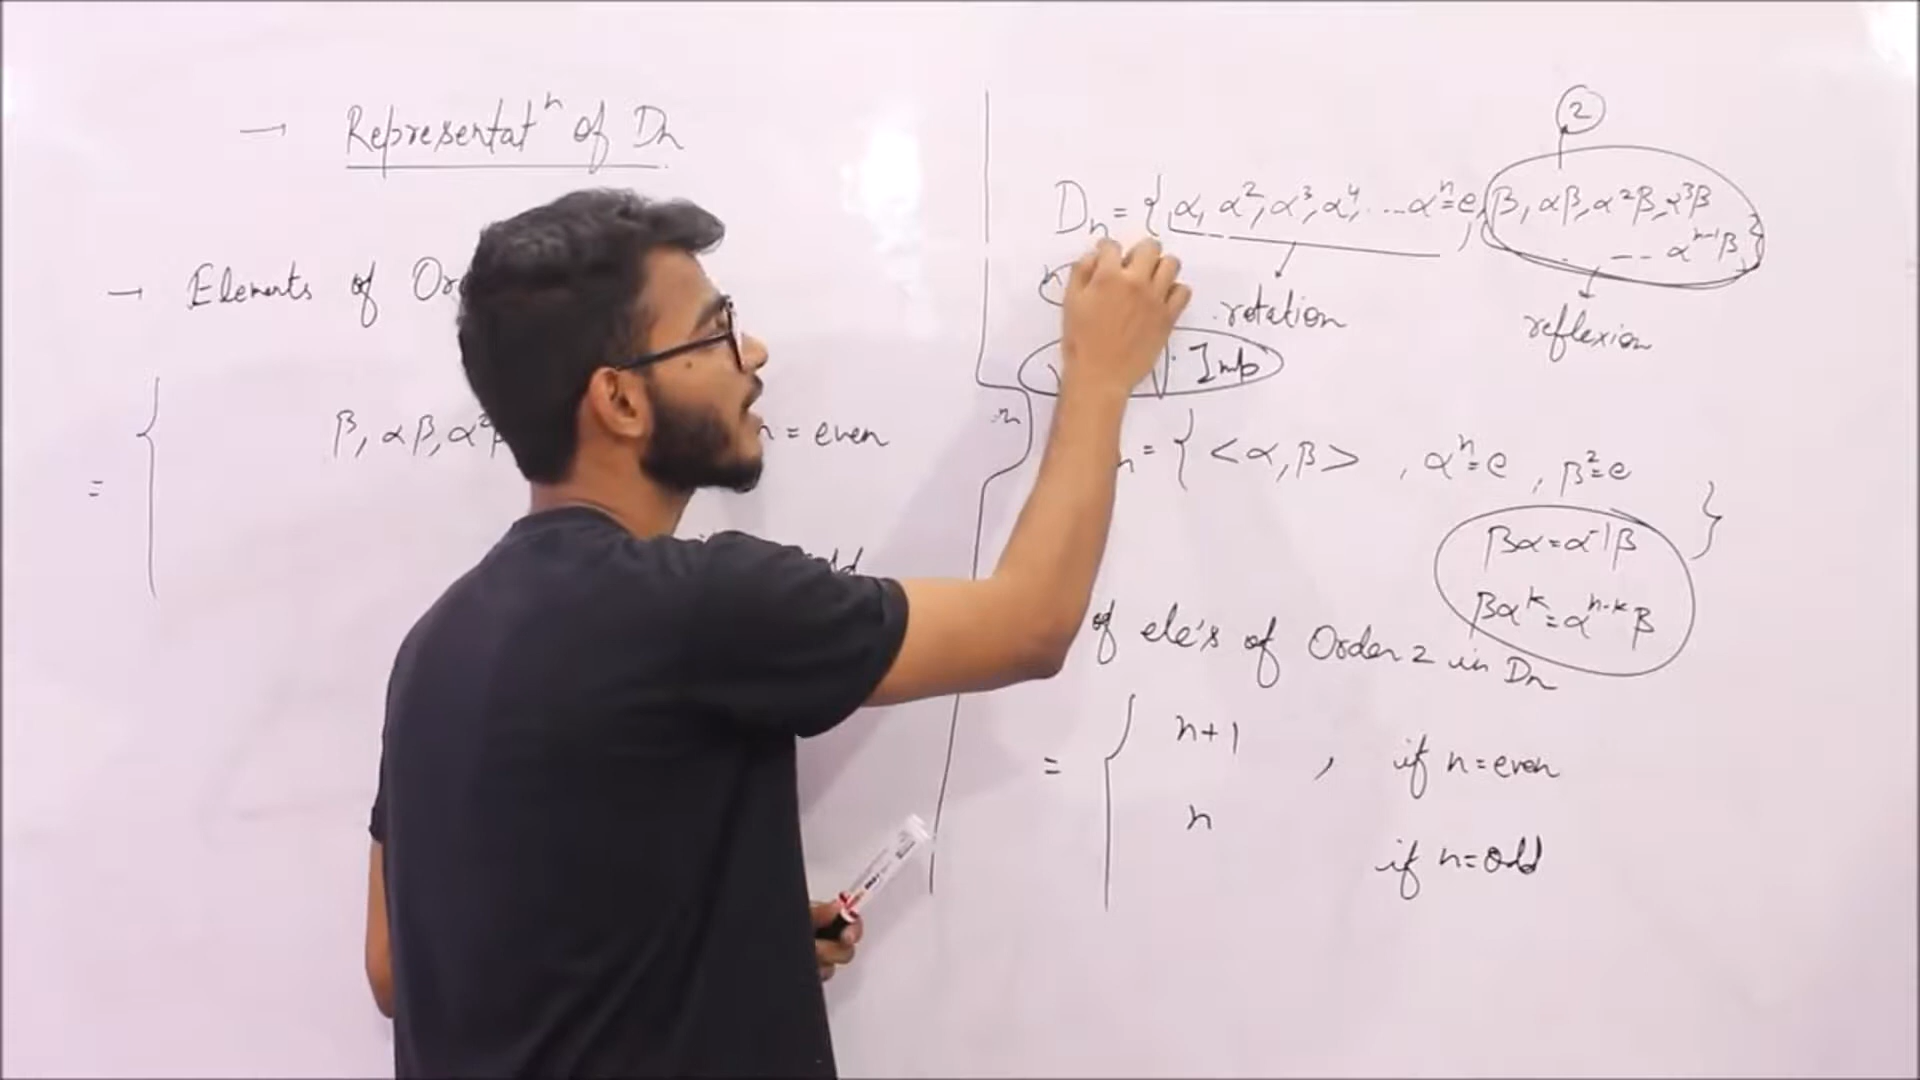 → Representatⁿ of Dn
→ Elements of
β, αβ, α²β n = even
=
②
Dn = { α, α², α³, α⁴, ... αⁿ=e, β, αβ, α²β, α³β
-- αⁿ⁻¹β }
rotation
reflexion
Imp
n = { <α, β> , αⁿ=e , β²=e
βα = α⁻¹β }
βαᵏ = αⁿ⁻ᵏβ
of ele's of Order 2 in Dn
= { n+1 , if n = even
n if n = odd